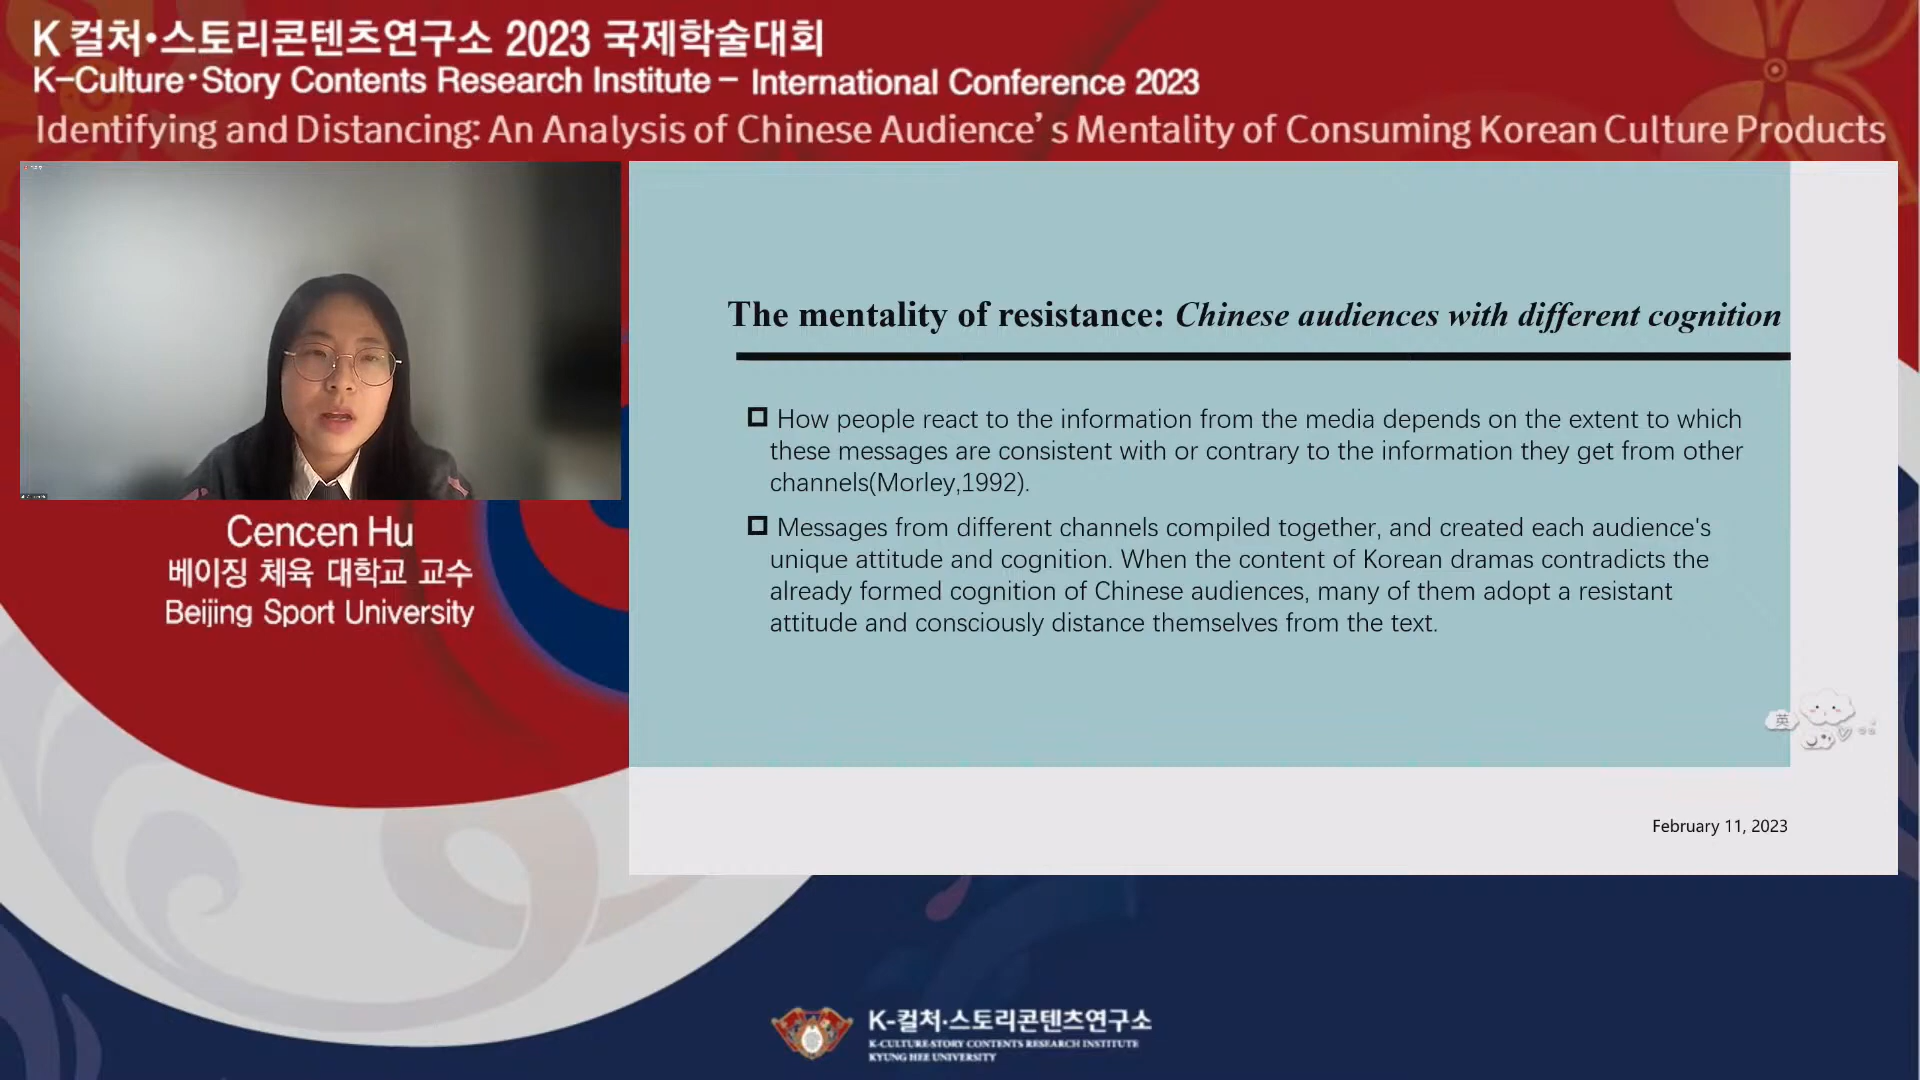 K컬처•스토리콘텐츠연구소 2023 국제학술대회
K-Culture•Story Contents Research Institute - International Conference 2023
Identifying and Distancing: An Analysis of Chinese Audience's Mentality of Consuming Korean Culture Products
The mentality of resistance: Chinese audiences with different cognition
How people react to the information from the media depends on the extent to which
these messages are consistent with or contrary to the information they get from other
channels(Morley,1992).
Messages from different channels compiled together, and created each audience's
unique attitude and cognition. When the content of Korean dramas contradicts the
already formed cognition of Chinese audiences, many of them adopt a resistant
attitude and consciously distance themselves from the text.
英
February 11, 2023
Cencen Hu
베이징 체육 대학교 교수
Beijing Sport University
K-컬처•스토리콘텐츠연구소
K-CULTURE•STORY CONTENTS RESEARCH INSTITUTE
KYUNG HEE UNIVERSITY